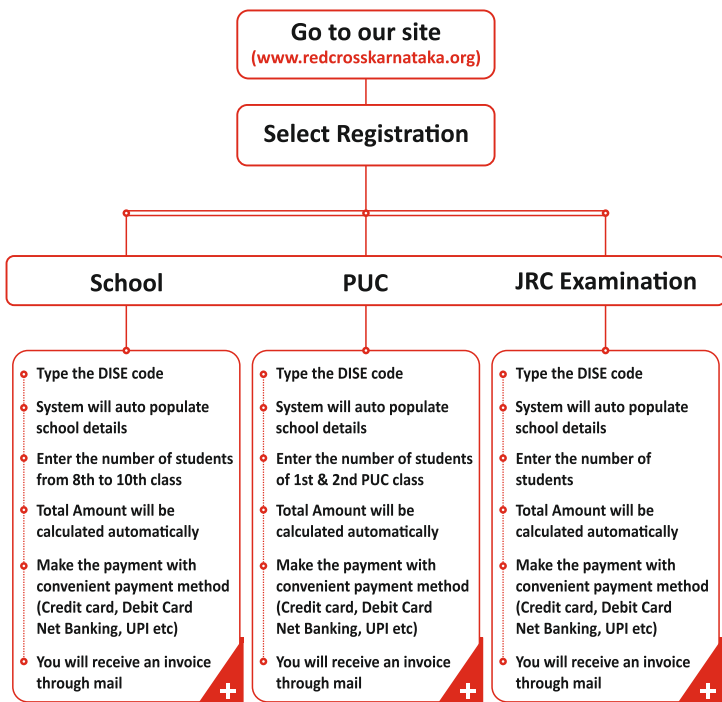 Go to our site
(www.redcrosskarnataka.org)
Select Registration
School
PUC
JRC Examination
Type the DISE code
System will auto populate
school details
Enter the number of students
from 8th to 10th class
Total Amount will be
calculated automatically
Make the payment with
convenient payment method
(Credit card, Debit Card
Net Banking, UPI etc)
You will receive an invoice
through mail
Type the DISE code
System will auto populate
school details
Enter the number of students
of 1st & 2nd PUC class
Total Amount will be
calculated automatically
Make the payment with
convenient payment method
(Credit card, Debit Card
Net Banking, UPI etc)
You will receive an invoice
through mail
Type the DISE code
System will auto populate
school details
Enter the number of
students
Total Amount will be
calculated automatically
Make the payment with
convenient payment method
(Credit card, Debit Card
Net Banking, UPI etc)
You will receive an invoice
through mail